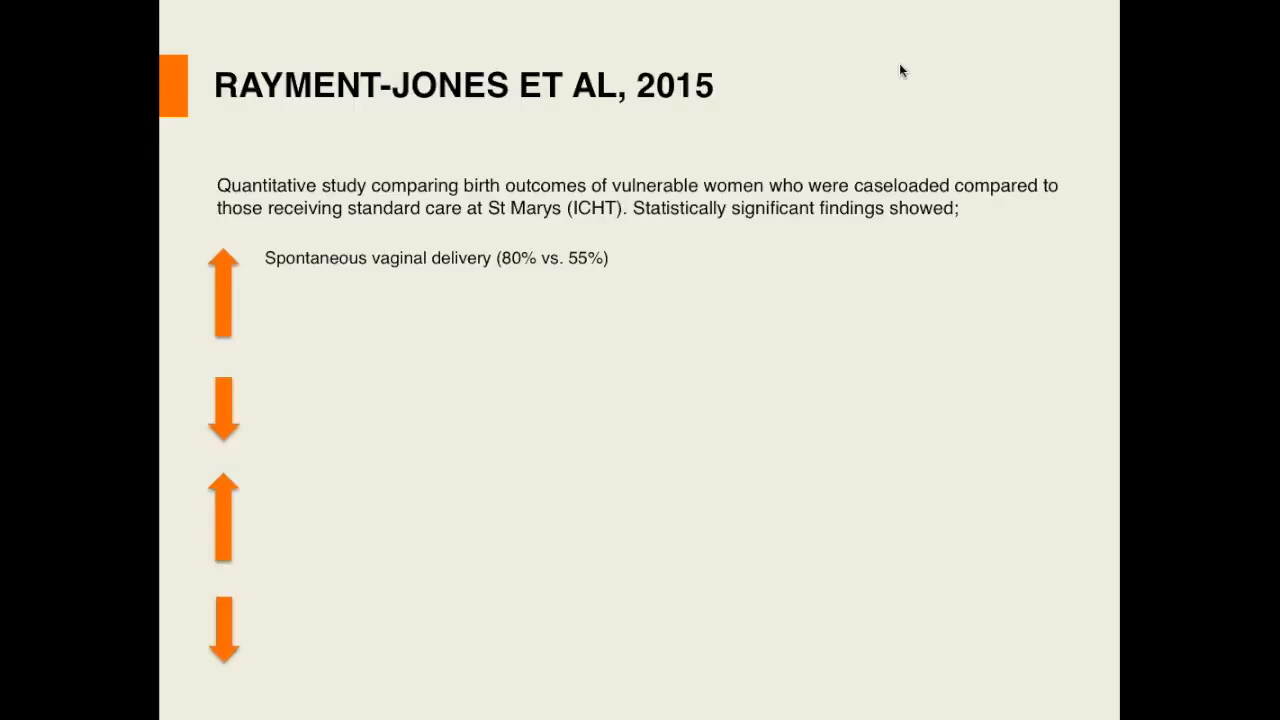 RAYMENT-JONES ET AL, 2015
Quantitative study comparing birth outcomes of vulnerable women who were caseloaded compared to
those receiving standard care at St Marys (ICHT). Statistically significant findings showed;
Spontaneous vaginal delivery (80% vs. 55%)